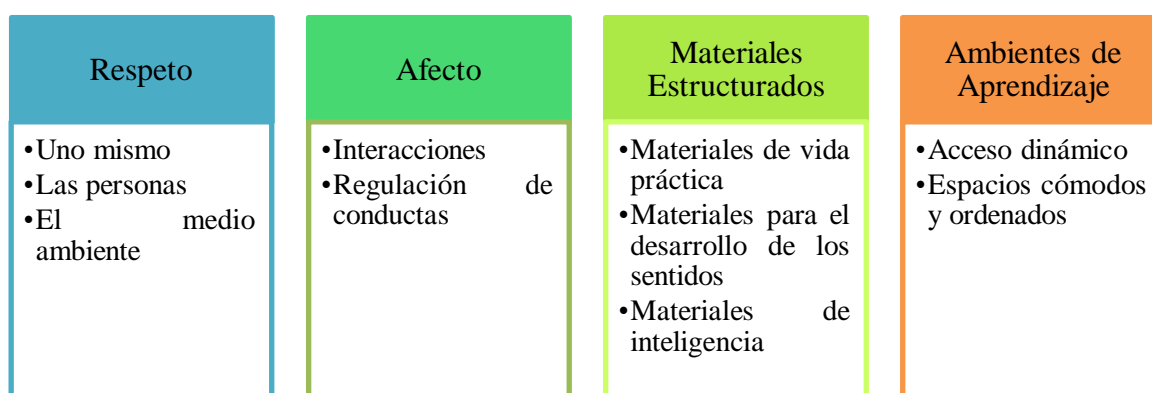 Respeto
•Uno mismo
•Las personas
•El medio
ambiente
Afecto
•Interacciones
•Regulación de
conductas
Materiales
Estructurados
•Materiales de vida
práctica
•Materiales para el
desarrollo de los
sentidos
•Materiales de
inteligencia
Ambientes de
Aprendizaje
•Acceso dinámico
•Espacios cómodos
y ordenados